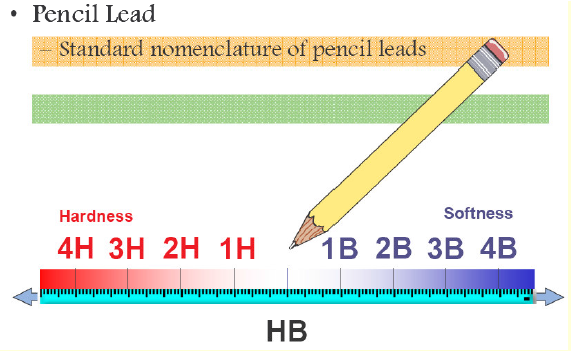 • Pencil Lead
– Standard nomenclature of pencil leads
Hardness Softness
4H 3H 2H 1H 1B 2B 3B 4B
HB